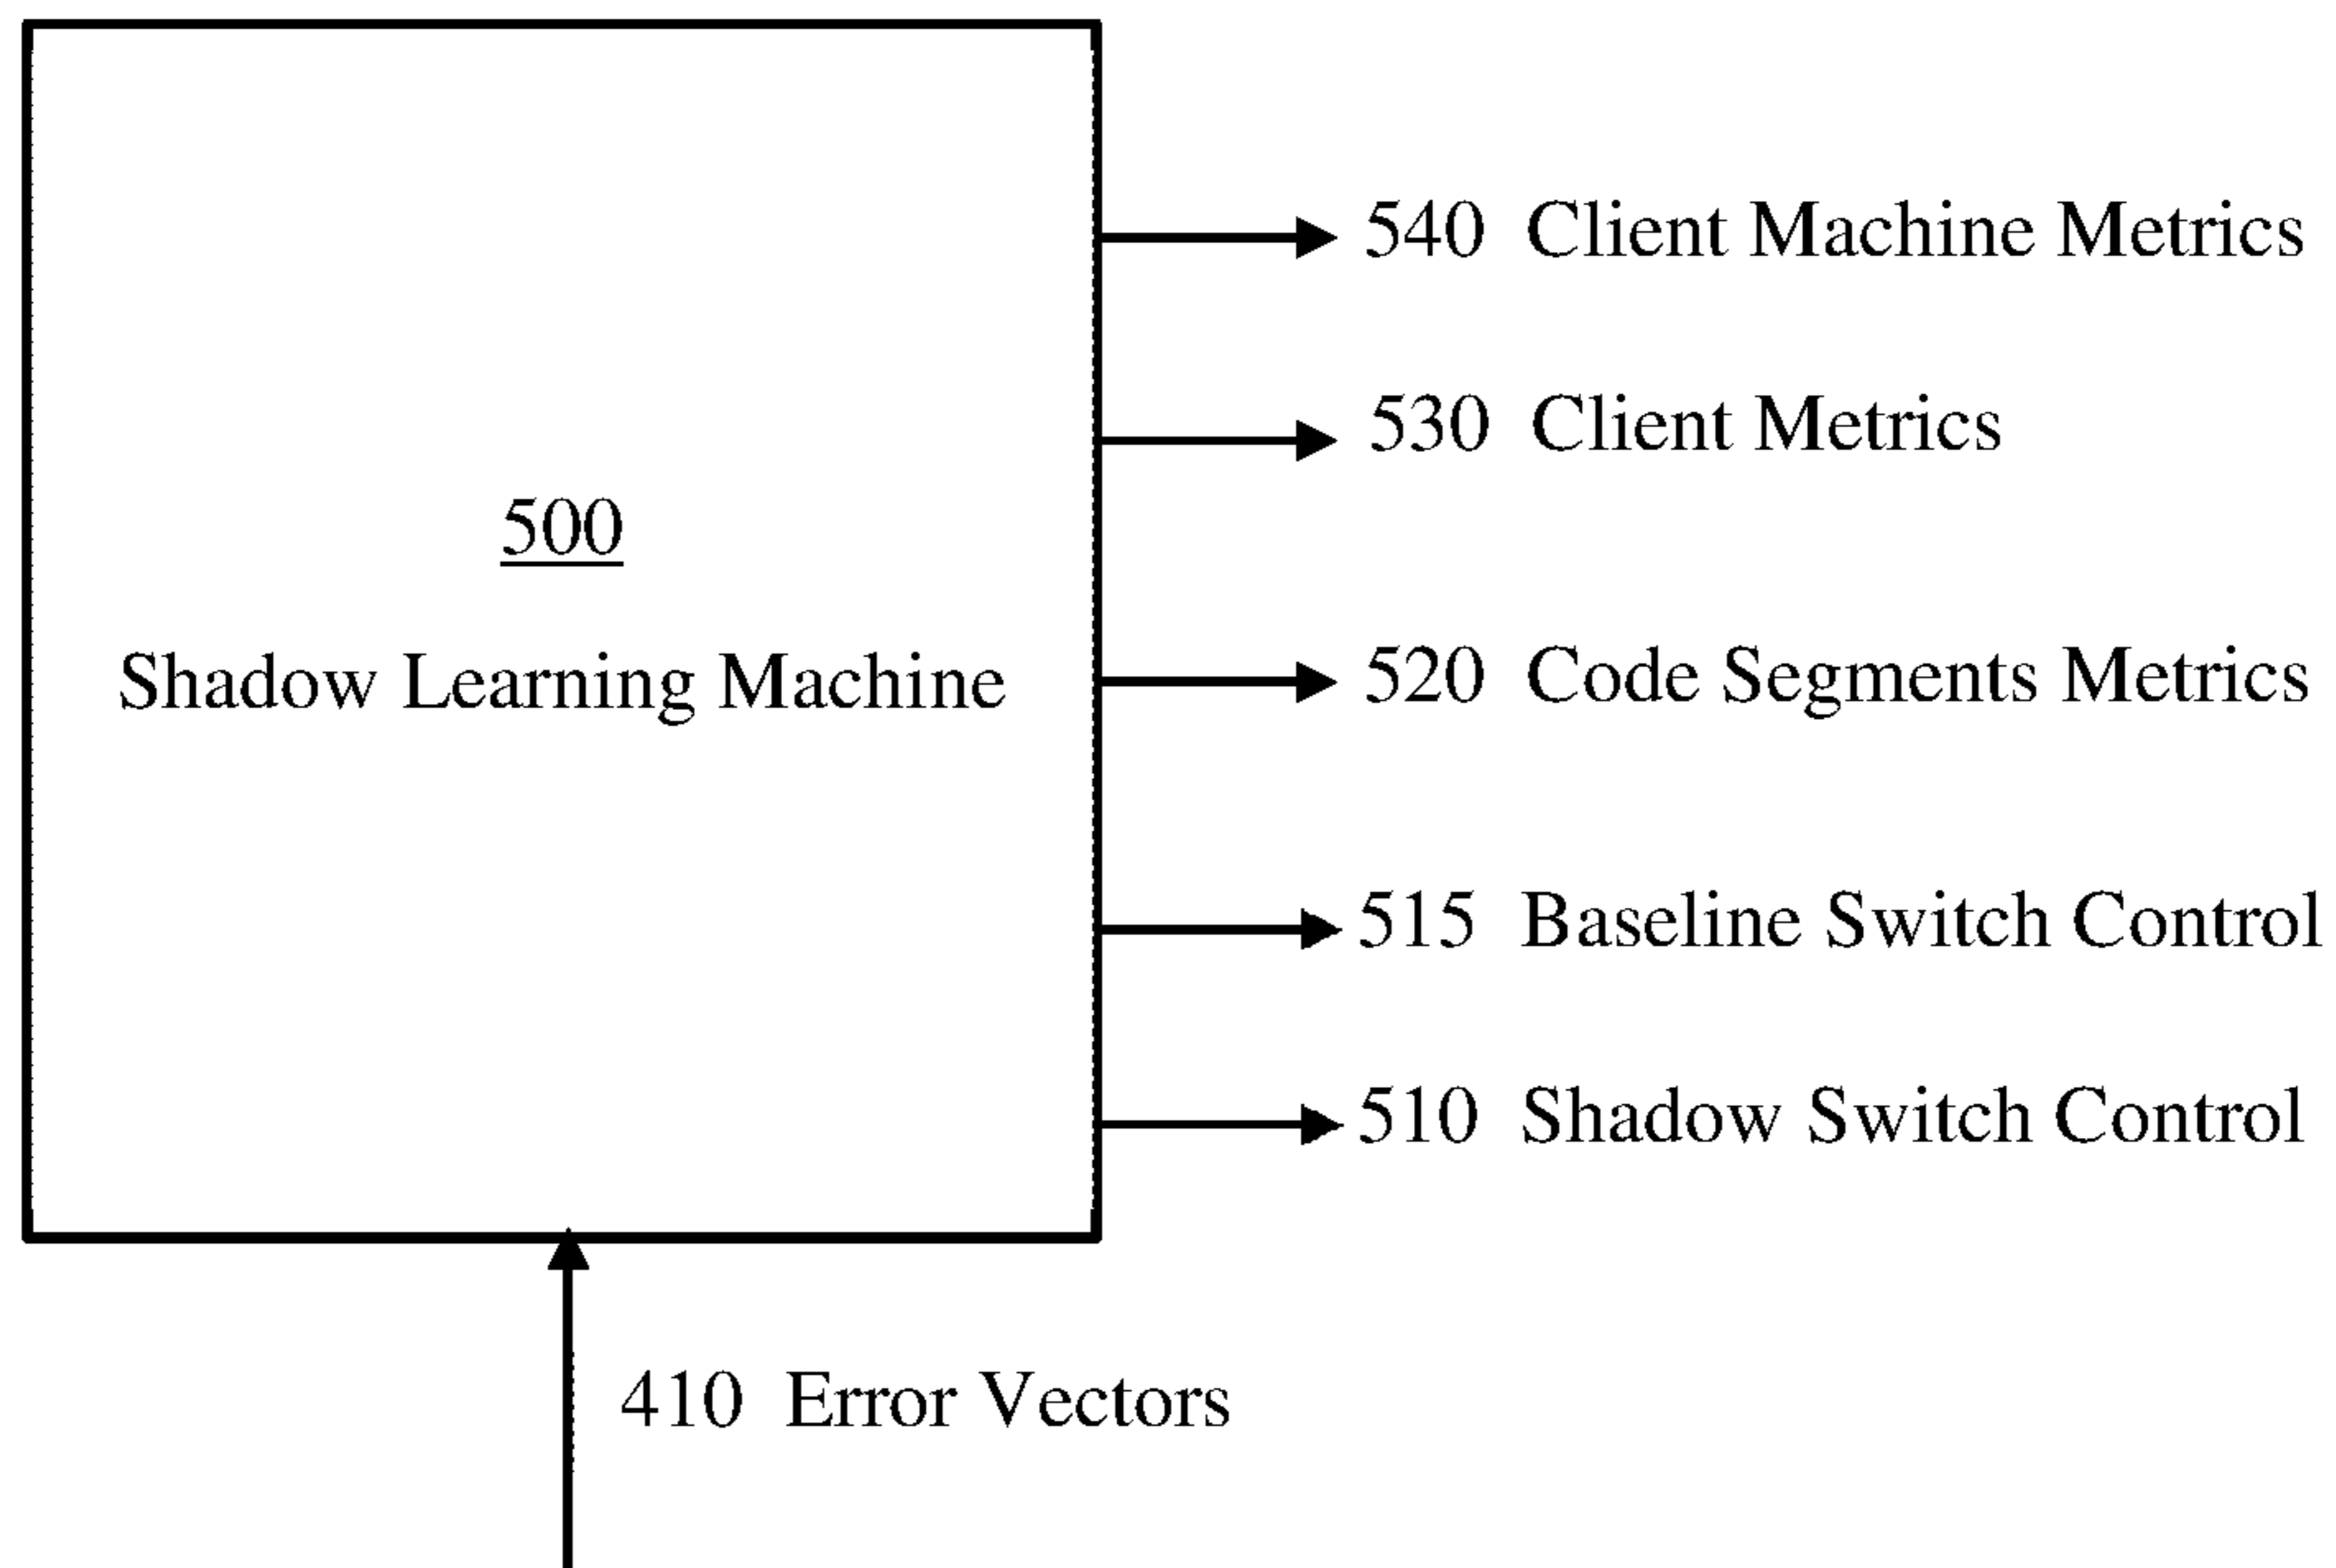 540 Client Machine Metrics
530 Client Metrics
500
Shadow Learning Machine
520 Code Segments Metrics
515 Baseline Switch Control
510 Shadow Switch Control
410 Error Vectors